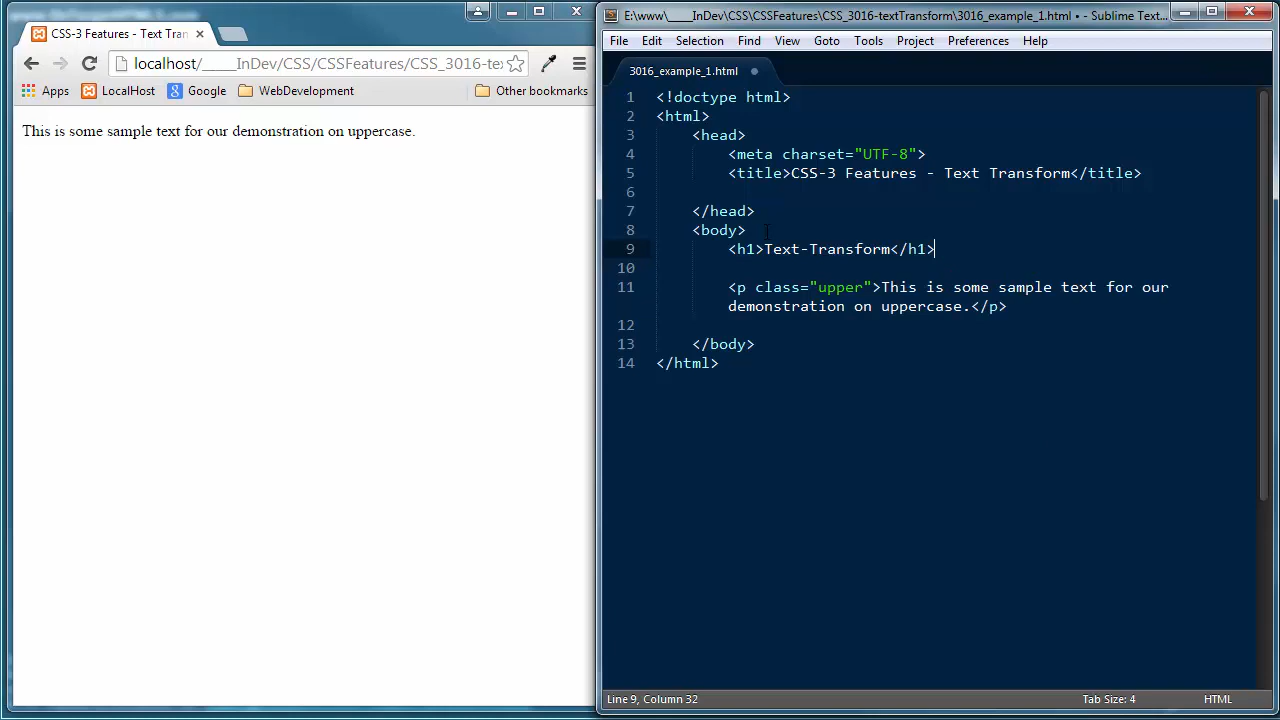 CSS-3 Features - Text Tran
localhost/_____InDev/CSS/CSSFeatures/CSS_3016-te
Apps LocalHost Google WebDevelopment Other bookmarks
This is some sample text for our demonstration on uppercase.
E:\www\____InDev\CSS\CSSFeatures\CSS_3016-textTransform\3016_example_1.html • - Sublime Text...
File Edit Selection Find View Goto Tools Project Preferences Help
3016_example_1.html
1 <!doctype html>
2 <html>
3 <head>
4 <meta charset="UTF-8">
5 <title>CSS-3 Features - Text Transform</title>
6
7 </head>
8 <body>
9 <h1>Text-Transform</h1>
10
11 <p class="upper">This is some sample text for our
demonstration on uppercase.</p>
12
13 </body>
14 </html>
Line 9, Column 32 Tab Size: 4 HTML